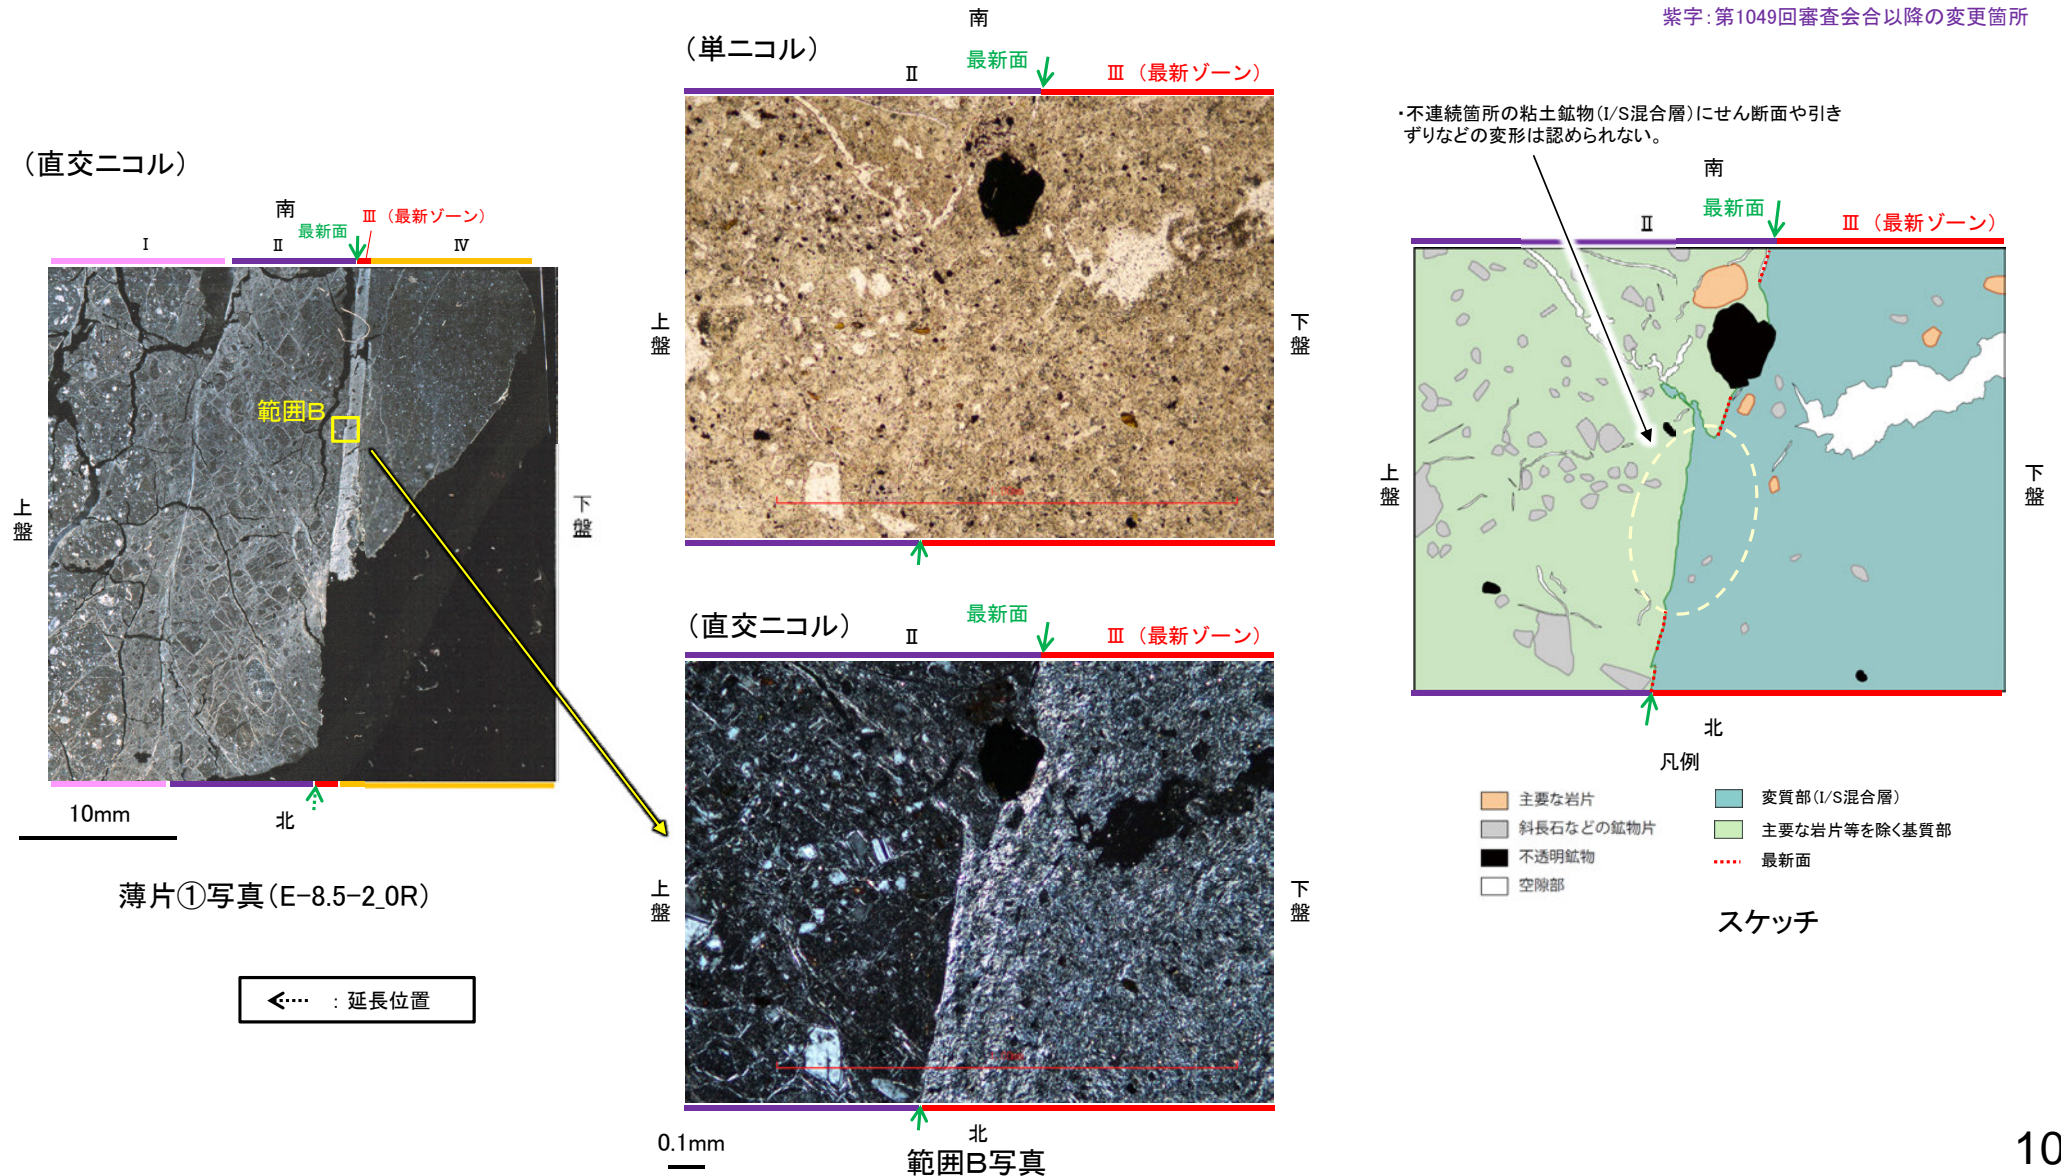 紫字:第1049回審査会合以降の変更箇所
(直交ニコル)
南
最新面
Ⅲ (最新ゾーン)
Ⅰ
Ⅱ
Ⅳ
範囲B
上盤
下盤
10mm
北
薄片①写真(E-8.5-2_0R)
:延長位置
南
(単ニコル)
最新面
Ⅱ
Ⅲ (最新ゾーン)
上盤
下盤
(直交ニコル)
最新面
Ⅱ
Ⅲ (最新ゾーン)
上盤
下盤
北
0.1mm
範囲B写真
・不連続箇所の粘土鉱物(I/S混合層)にせん断面や引き
ずりなどの変形は認められない。
南
最新面
Ⅱ
Ⅲ (最新ゾーン)
上盤
下盤
北
凡例
主要な岩片
斜長石などの鉱物片
不透明鉱物
空隙部
変質部(I/S混合層)
主要な岩片等を除く基質部
最新面
スケッチ
10